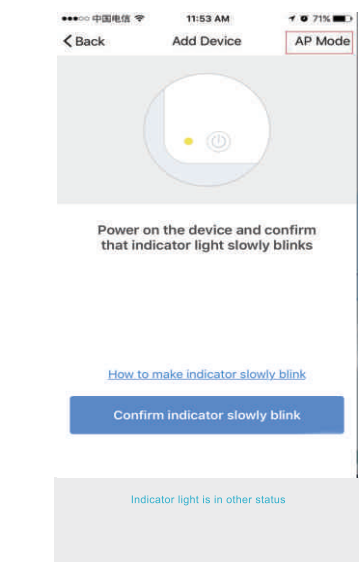 中国电信 11:53 AM 71%
Back Add Device AP Mode
Power on the device and confirm
that indicator light slowly blinks
How to make indicator slowly blink
Confirm indicator slowly blink
Indicator light is in other status